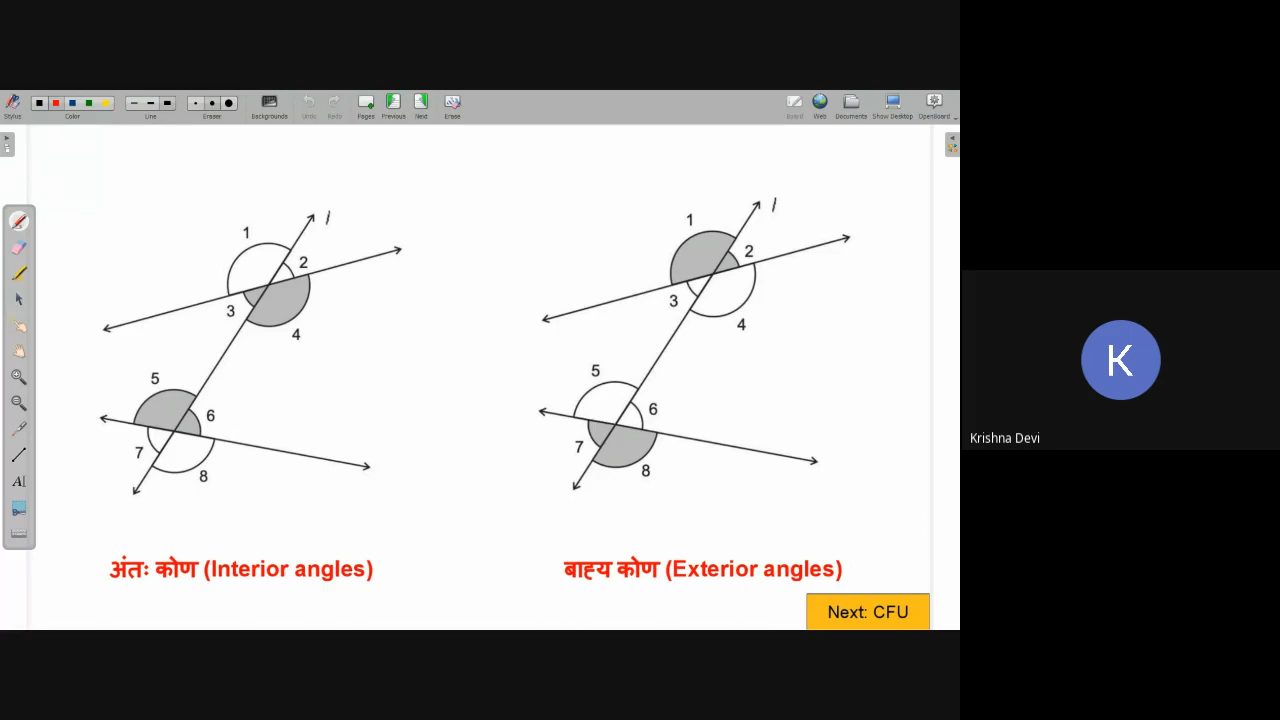 Stylus
Color
Line
Eraser
Backgrounds
Undo
Redo
Pages
Previous
Next
Erase
Board
Web
Documents
Show Desktop
OpenBoard
l
1
2
3
4
5
6
7
8
l
1
2
3
4
5
6
7
8
AI
अंतः कोण (Interior angles)
बाह्य कोण (Exterior angles)
Next: CFU
K
Krishna Devi